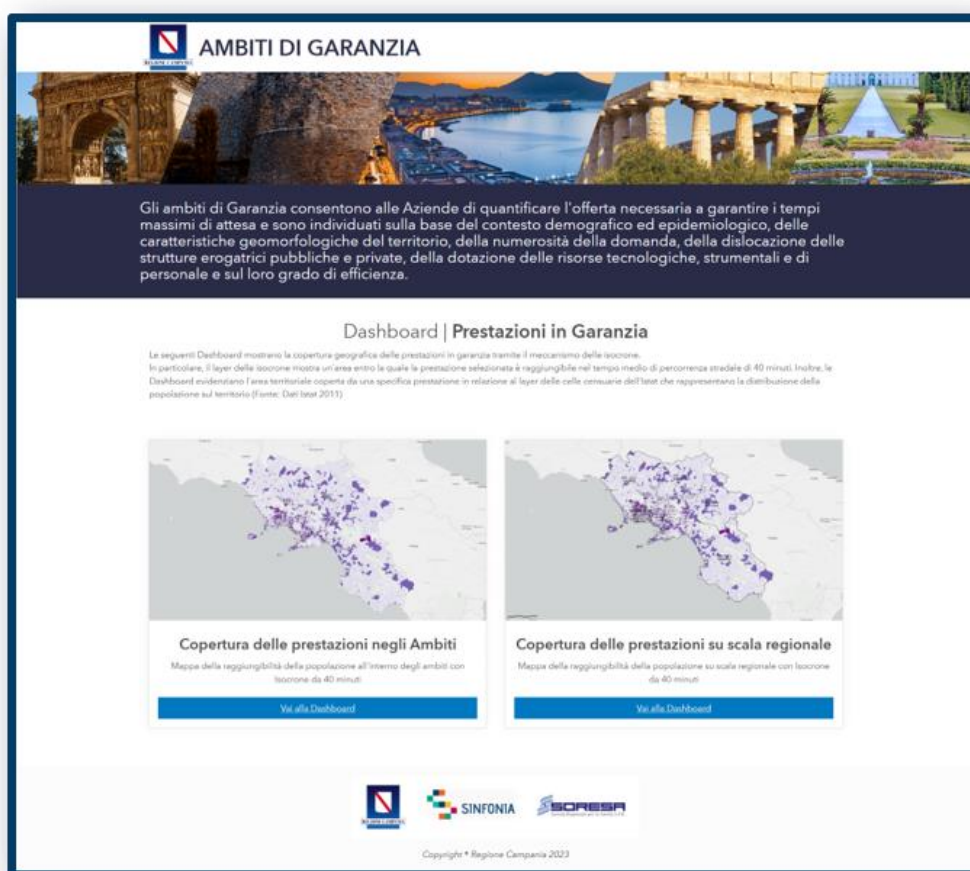 REGIONE CAMPANIA
AMBITI DI GARANZIA
Gli ambiti di Garanzia consentono alle Aziende di quantificare l'offerta necessaria a garantire i tempi
massimi di attesa e sono individuati sulla base del contesto demografico ed epidemiologico, delle
caratteristiche geomorfologiche del territorio, della numerosità della domanda, della dislocazione delle
strutture erogatrici pubbliche e private, della dotazione delle risorse tecnologiche, strumentali e di
personale e sul loro grado di efficienza.
Dashboard | Prestazioni in Garanzia
Le seguenti Dashboard mostrano la copertura geografica delle prestazioni in garanzia tramite il meccanismo delle isocrone.
In particolare, il layer delle isocrone mostra un'area entro la quale la prestazione selezionata è raggiungibile nel tempo medio di percorrenza stradale di 40 minuti. Inoltre, le
Dashboard evidenziano l'area territoriale coperta da una specifica prestazione in relazione al layer delle celle censuarie dell'Istat che rappresentano la distribuzione della
popolazione sul territorio (Fonte: Dati Istat 2011)
Copertura delle prestazioni negli Ambiti
Mappa della raggiungibilità della popolazione all'interno degli ambiti con
Isocrone da 40 minuti
Vai alla Dashboard
Copertura delle prestazioni su scala regionale
Mappa della raggiungibilità della popolazione su scala regionale con Isocrone
da 40 minuti
Vai alla Dashboard
REGIONE CAMPANIA
SINFONIA
SORESA
Copyright ® Regione Campania 2023